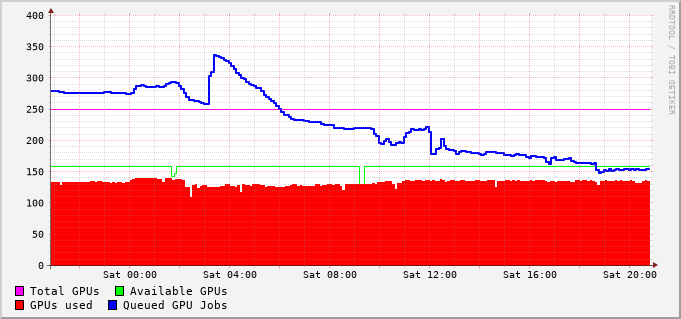 400
350
300
250
200
150
100
50
0
Sat 00:00 Sat 04:00 Sat 08:00 Sat 12:00 Sat 16:00 Sat 20:00
Total GPUs Available GPUs
GPUs used Queued GPU Jobs
RRDTOOL / TOBI OETIKER